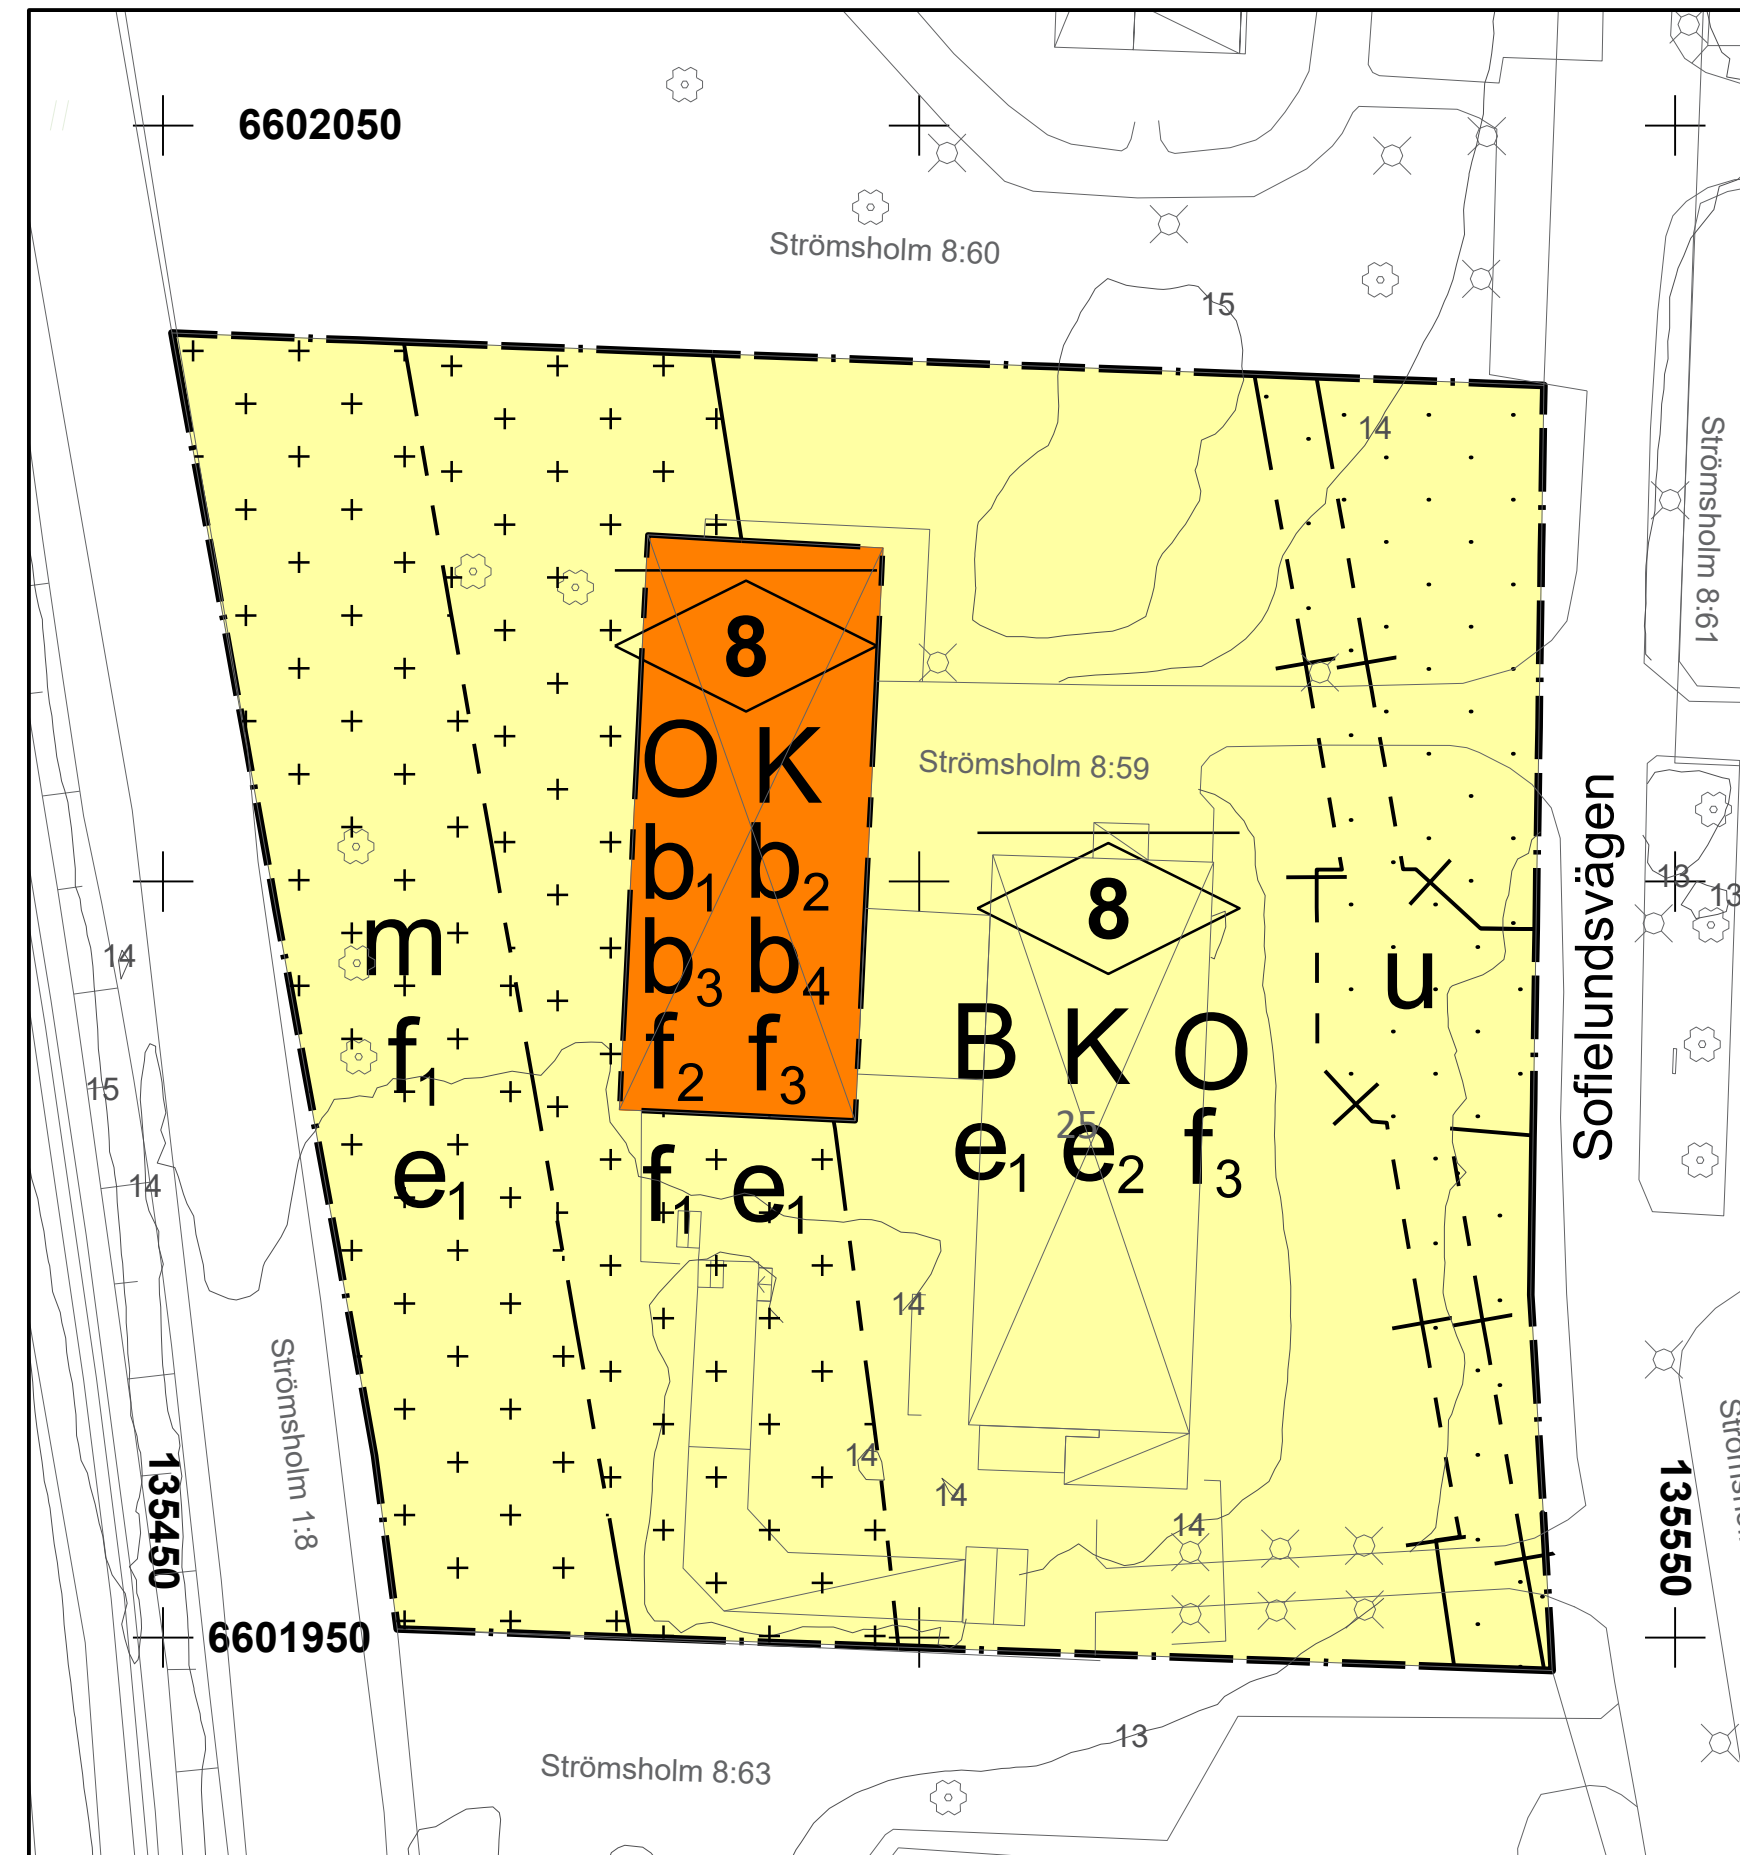 6602050
Strömsholm 8:60
15
14
Strömsholm 8:61
8
O K
Strömsholm 8:59
b1 b2
8
13
13
m
b3 b4
14
u
Sofielundsvägen
f1
f2 f3
B K O
15
25
e1
f1 e1
e1 e2 f3
14
14
Strömsholm 1:8
14
14
14
135450
135550
6601950
Strömsholm 8:63
13